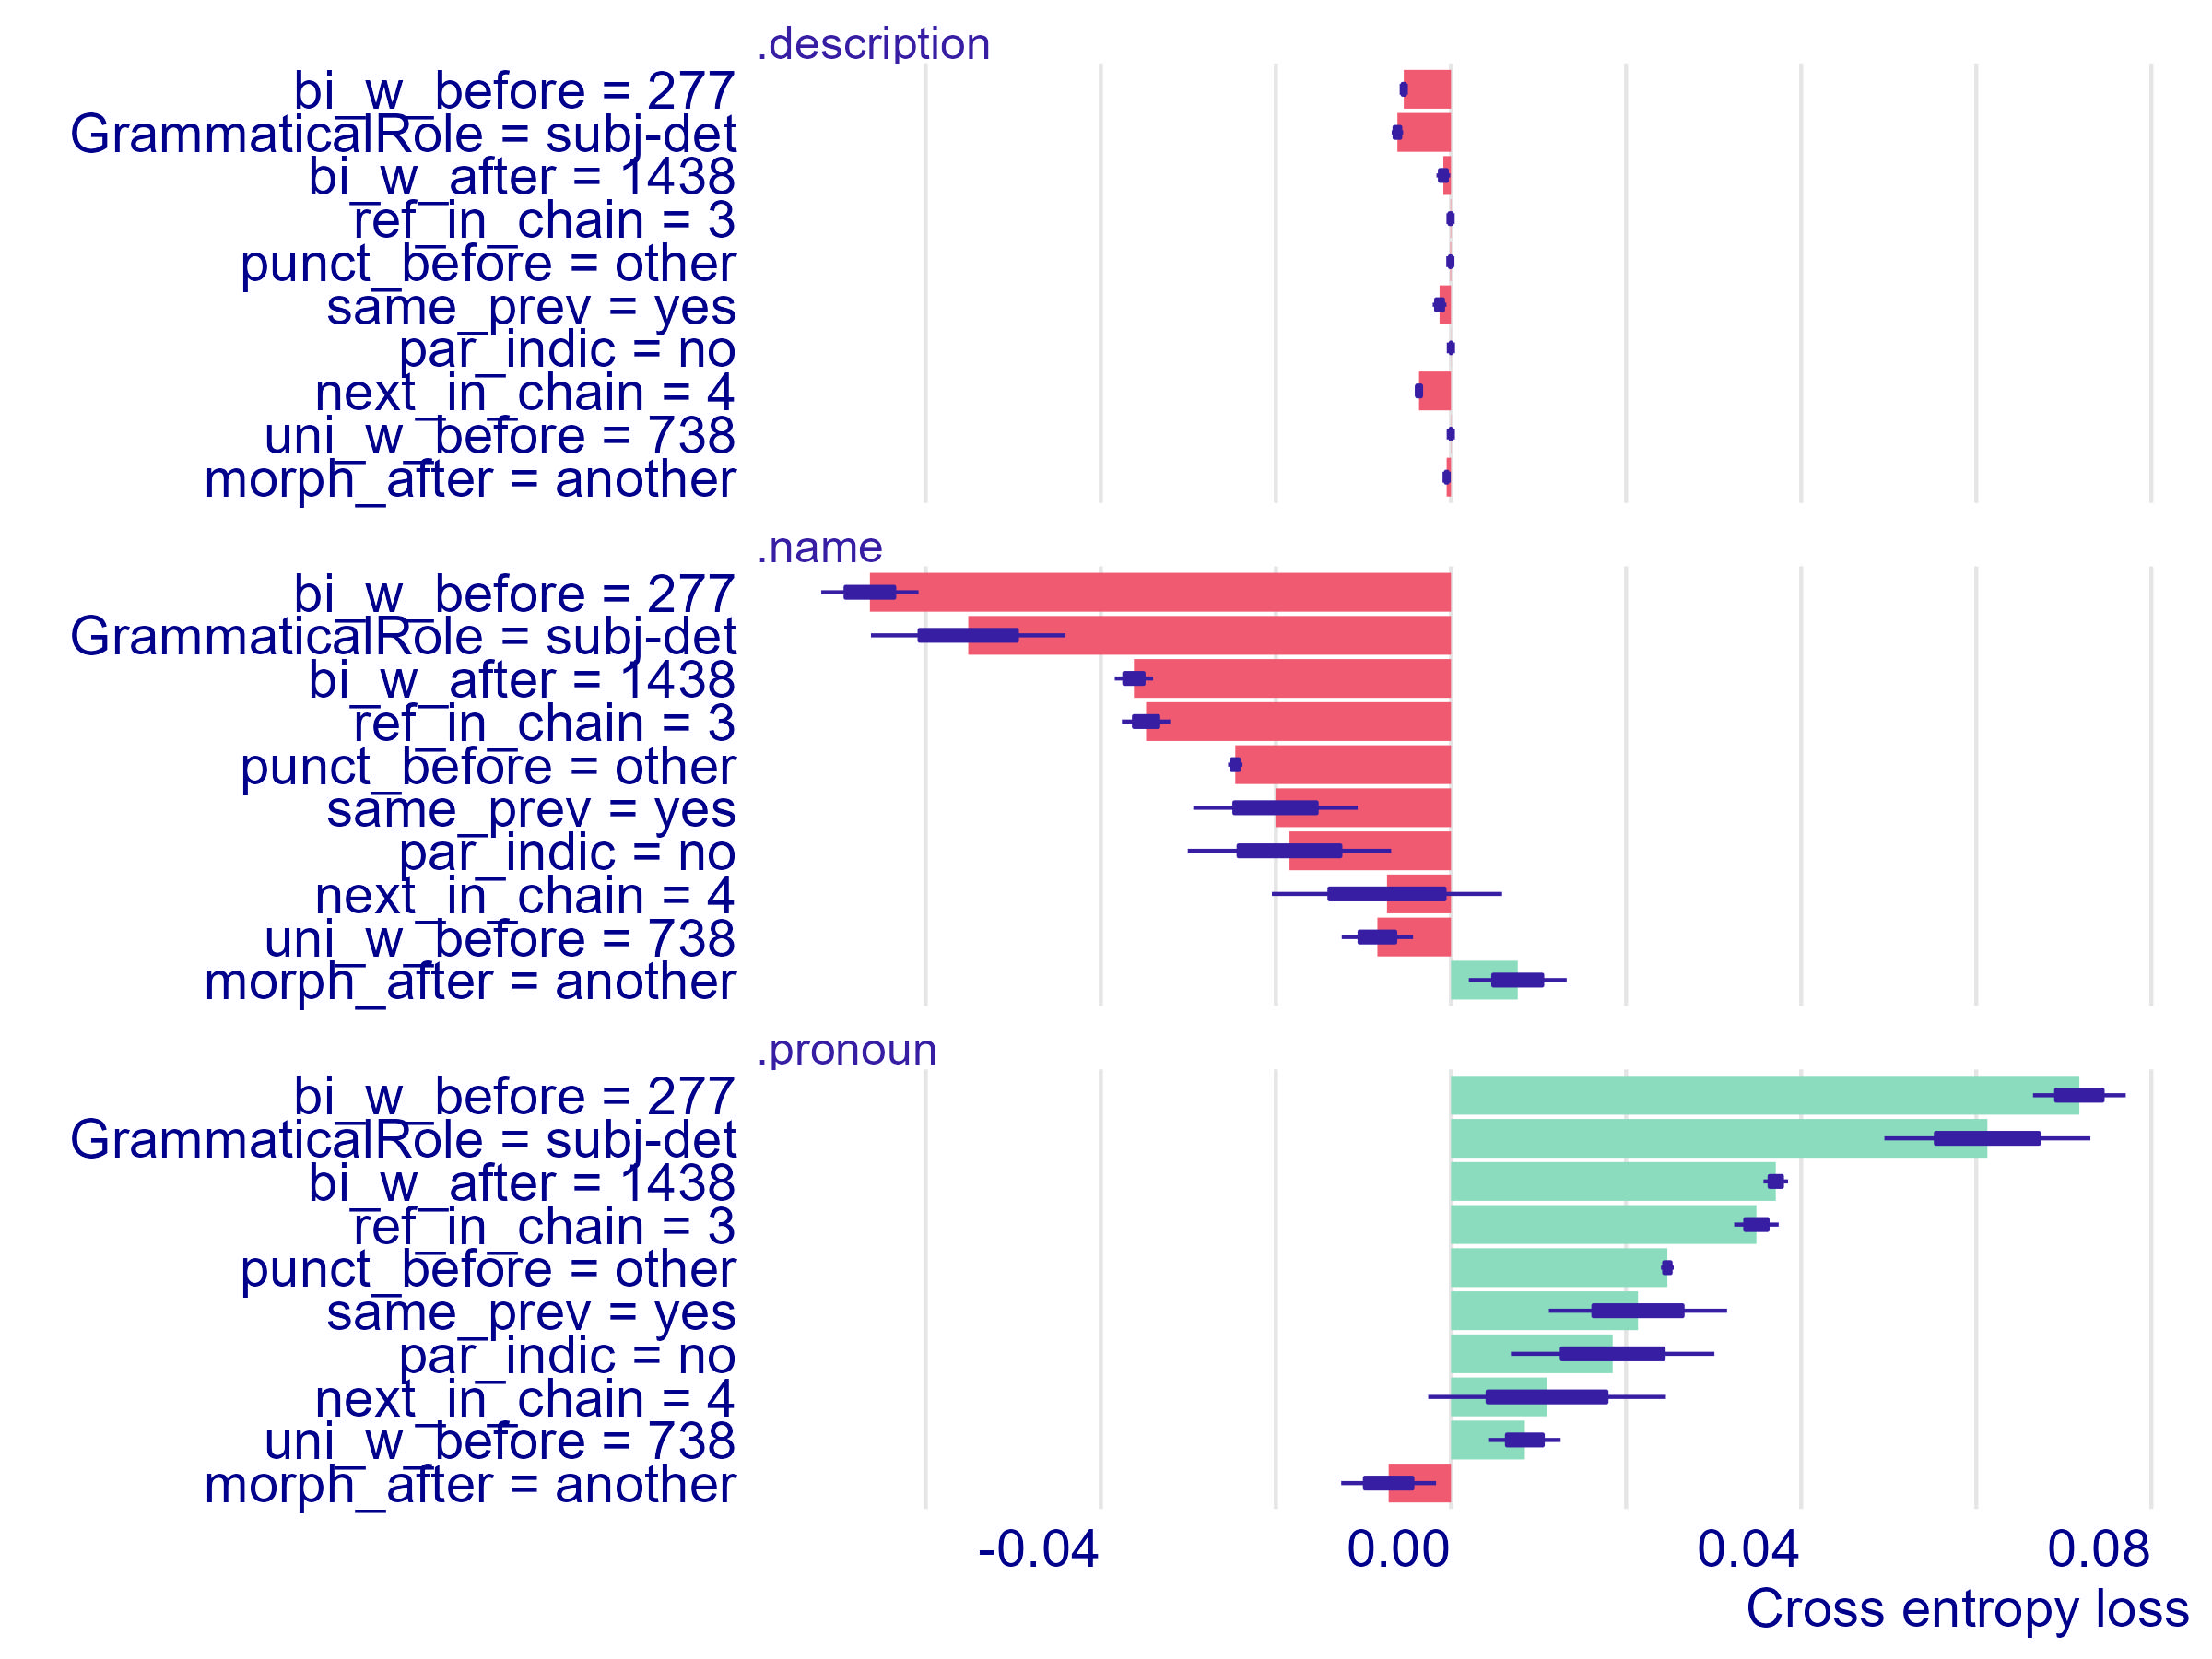 .description
bi_w_before = 277
GrammaticalRole = subj-det
bi_w_after = 1438
ref_in_chain = 3
punct_before = other
same_prev = yes
par_indic = no
next_in_chain = 4
uni_w_before = 738
morph_after = another
.name
bi_w_before = 277
GrammaticalRole = subj-det
bi_w_after = 1438
ref_in_chain = 3
punct_before = other
same_prev = yes
par_indic = no
next_in_chain = 4
uni_w_before = 738
morph_after = another
.pronoun
bi_w_before = 277
GrammaticalRole = subj-det
bi_w_after = 1438
ref_in_chain = 3
punct_before = other
same_prev = yes
par_indic = no
next_in_chain = 4
uni_w_before = 738
morph_after = another
-0.04 0.00 0.04 0.08
Cross entropy loss